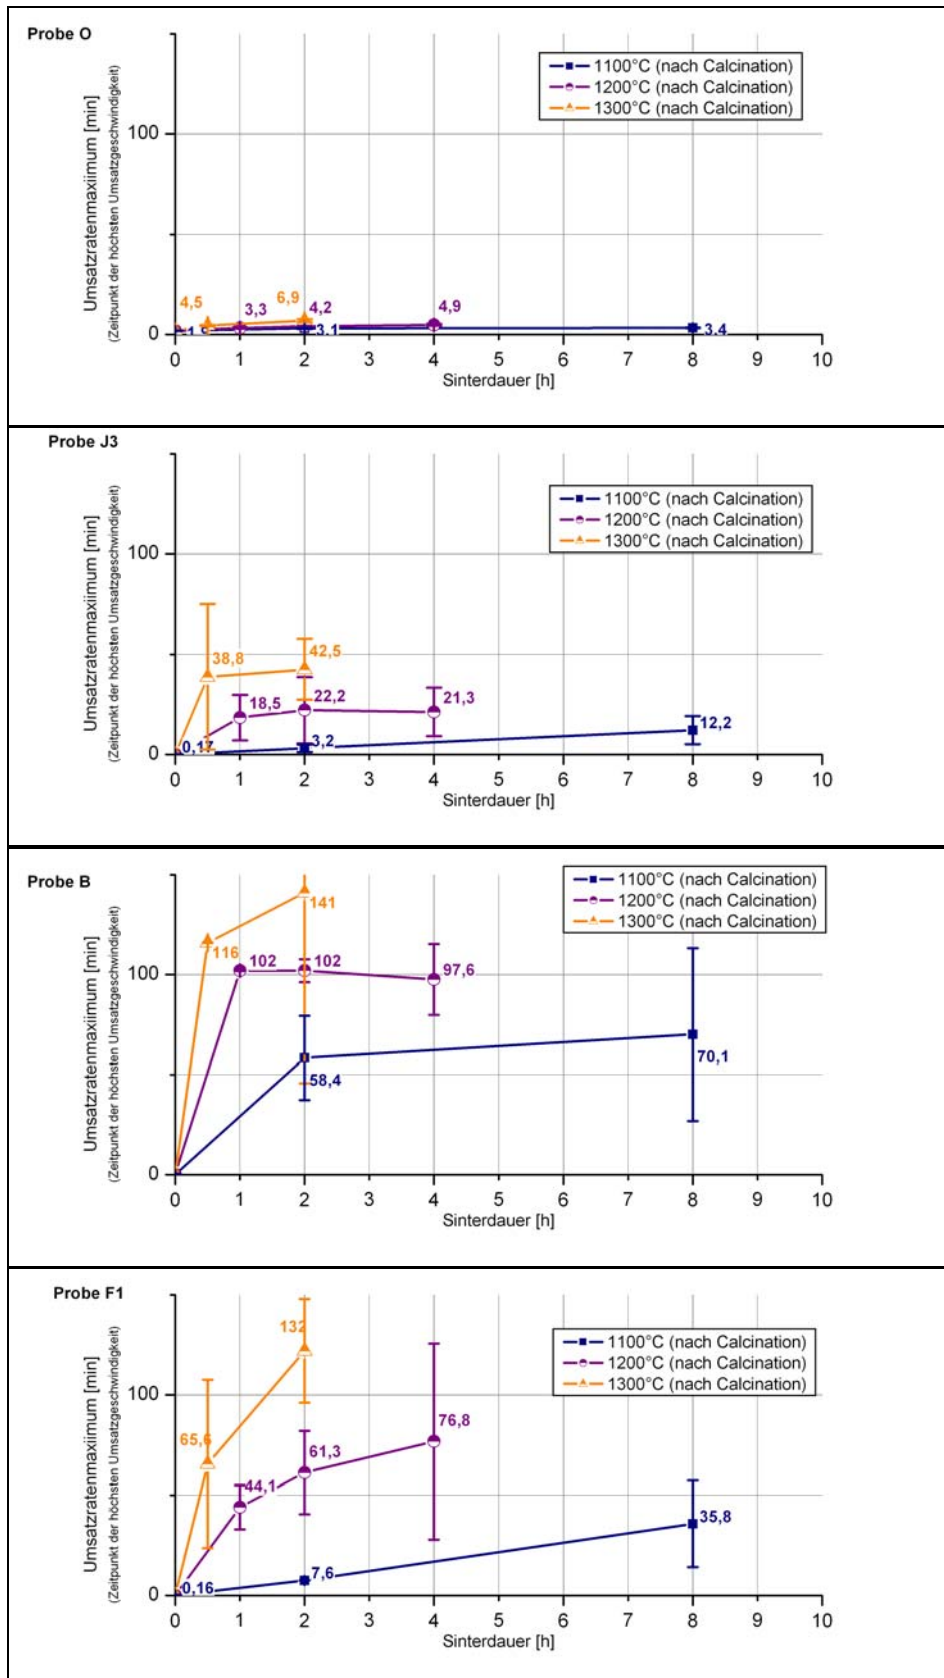 Probe O
Umsatzratenmaxiimum [min]
(Zeitpunkt der höchsten Umsatzgeschwindigkeit)
1100°C (nach Calcination)
1200°C (nach Calcination)
1300°C (nach Calcination)
100
4,5
3,3
6,9
4,2
4,9
3,1
3,4
0
0 1 2 3 4 5 6 7 8 9 10
Sinterdauer [h]
Probe J3
Umsatzratenmaxiimum [min]
(Zeitpunkt der höchsten Umsatzgeschwindigkeit)
1100°C (nach Calcination)
1200°C (nach Calcination)
1300°C (nach Calcination)
100
38,8
42,5
18,5
22,2
21,3
0,17
3,2
12,2
0
0 1 2 3 4 5 6 7 8 9 10
Sinterdauer [h]
Probe B
Umsatzratenmaxiimum [min]
(Zeitpunkt der höchsten Umsatzgeschwindigkeit)
1100°C (nach Calcination)
1200°C (nach Calcination)
1300°C (nach Calcination)
141
116
100
102
102
97,6
58,4
70,1
0
0 1 2 3 4 5 6 7 8 9 10
Sinterdauer [h]
Probe F1
Umsatzratenmaxiimum [min]
(Zeitpunkt der höchsten Umsatzgeschwindigkeit)
1100°C (nach Calcination)
1200°C (nach Calcination)
1300°C (nach Calcination)
132
100
65,6
44,1
61,3
76,8
0,16
7,6
35,8
0
0 1 2 3 4 5 6 7 8 9 10
Sinterdauer [h]